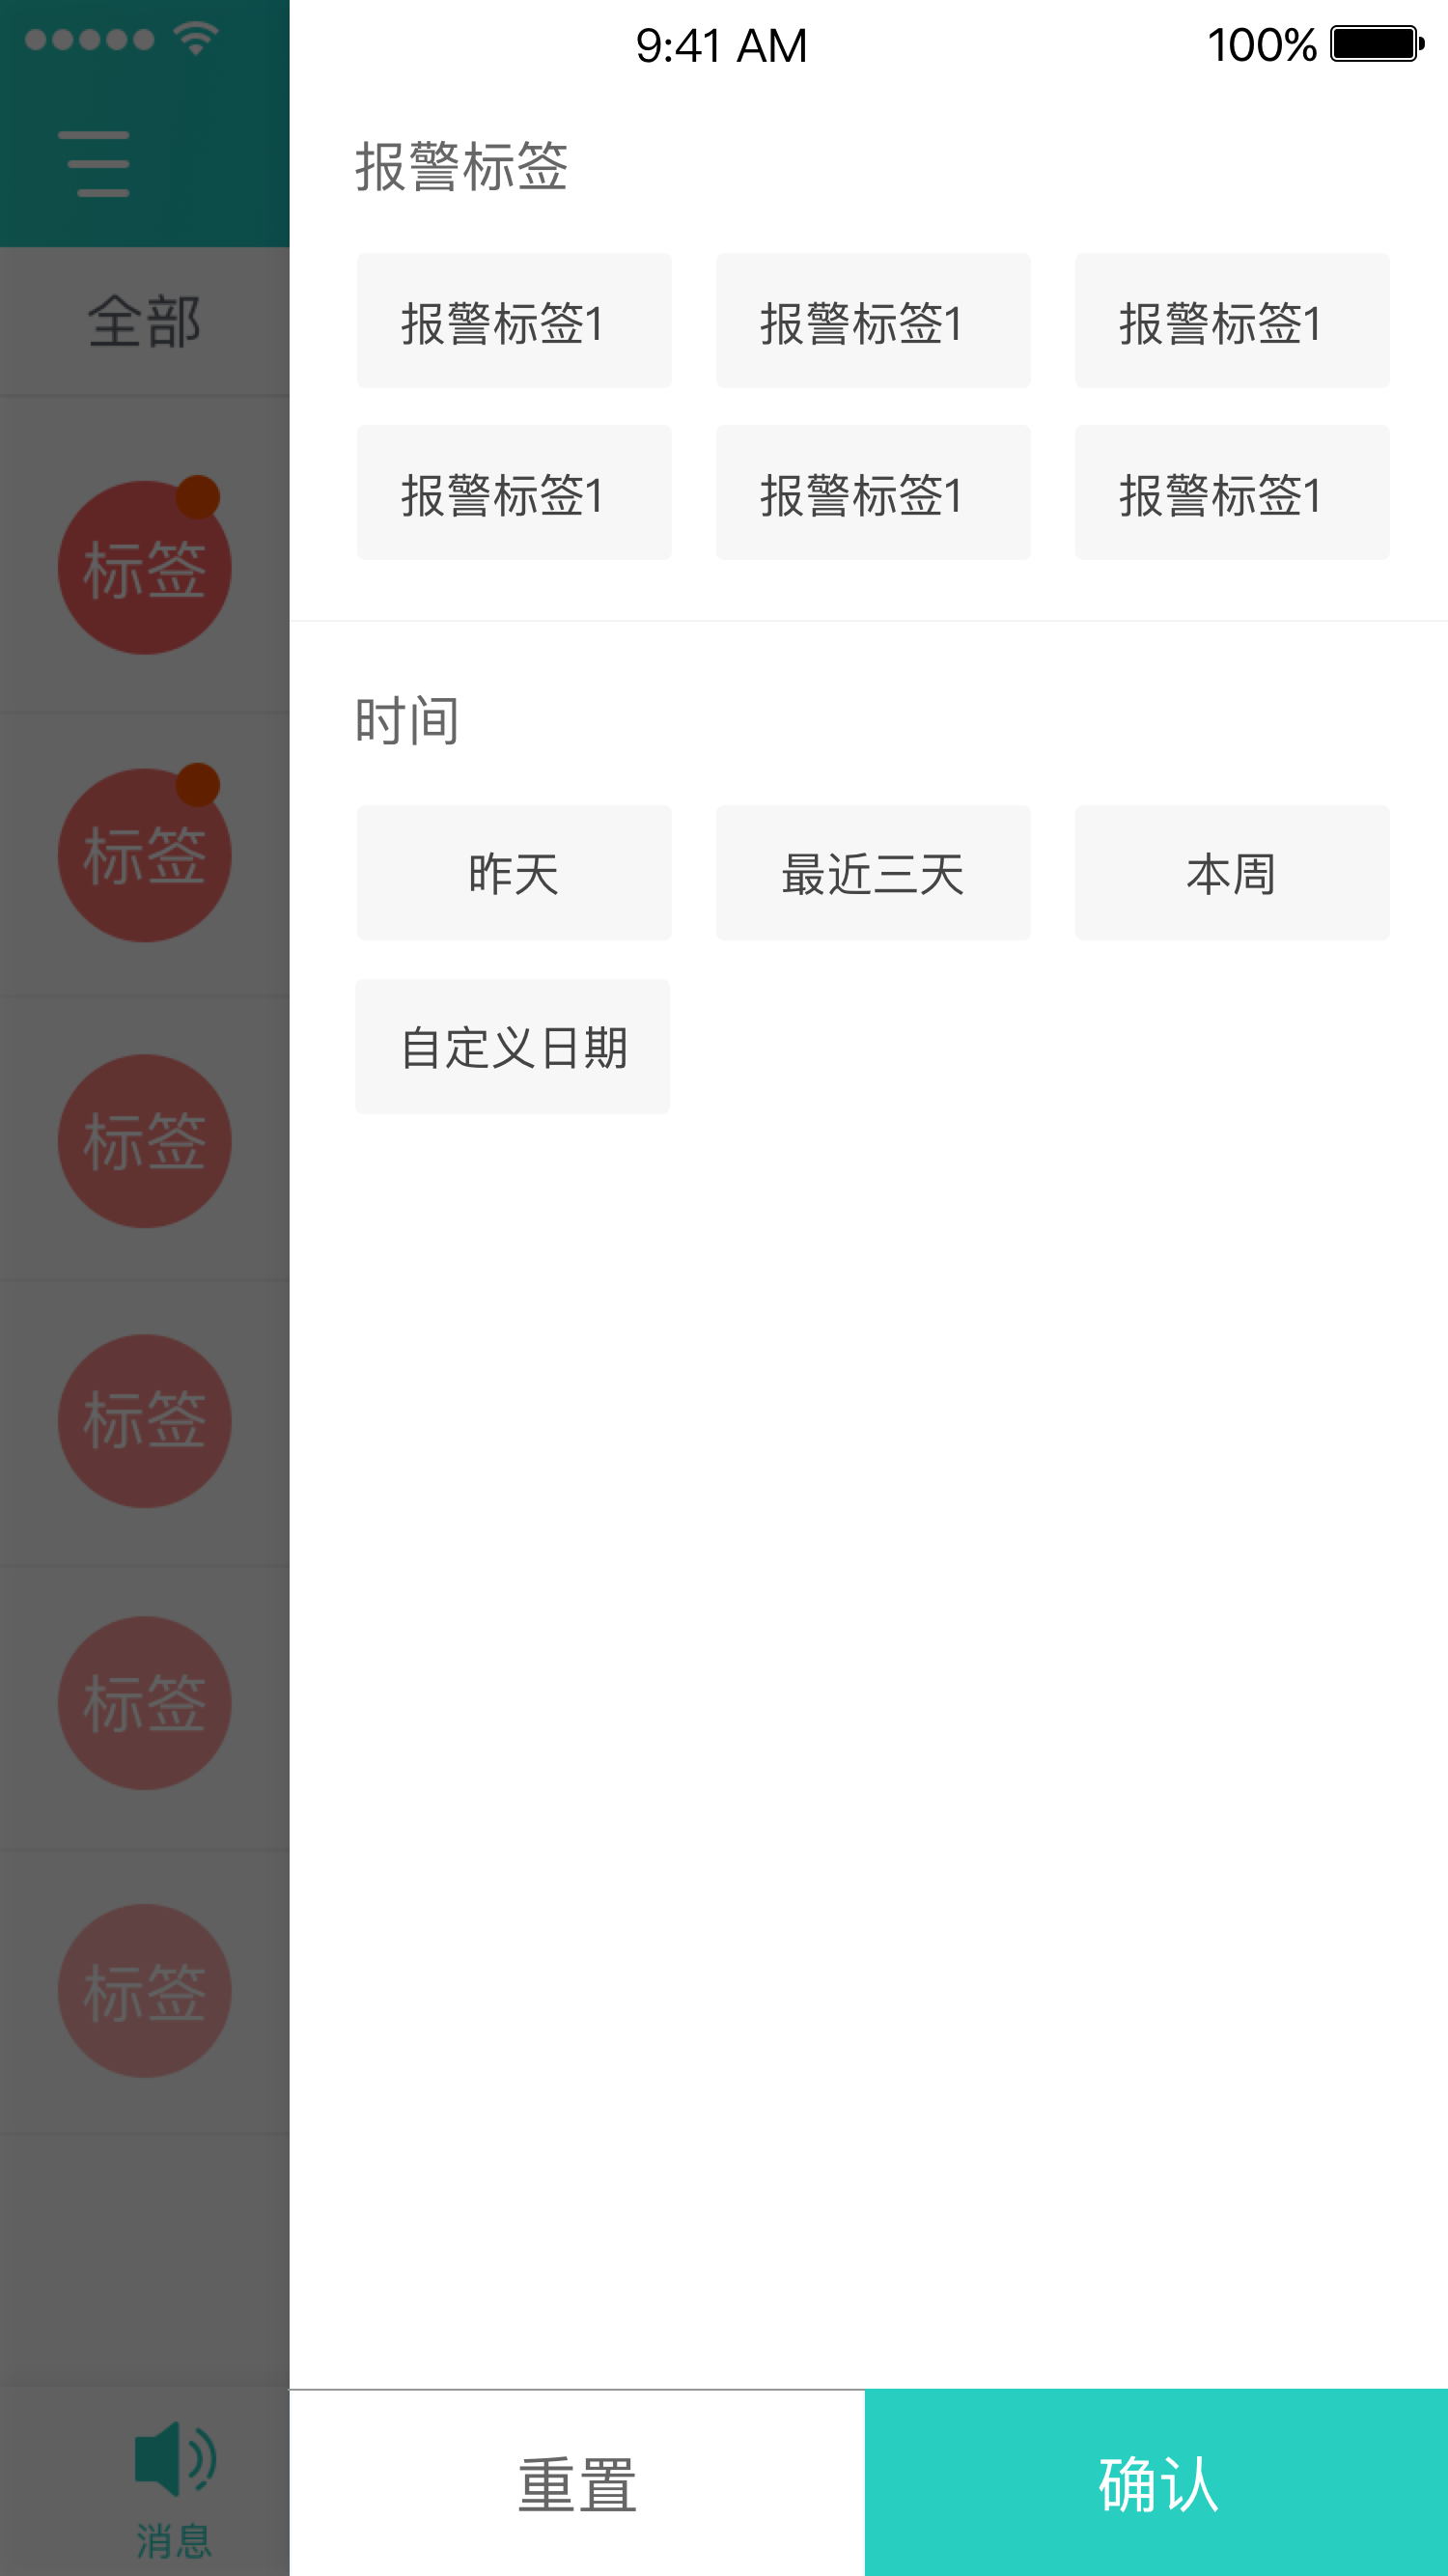 9:41 AM 100%
报警标签
全部
报警标签1 报警标签1 报警标签1
报警标签1 报警标签1 报警标签1
标签
时间
标签
昨天 最近三天 本周
自定义日期
标签
标签
标签
标签
重置 确认
消息